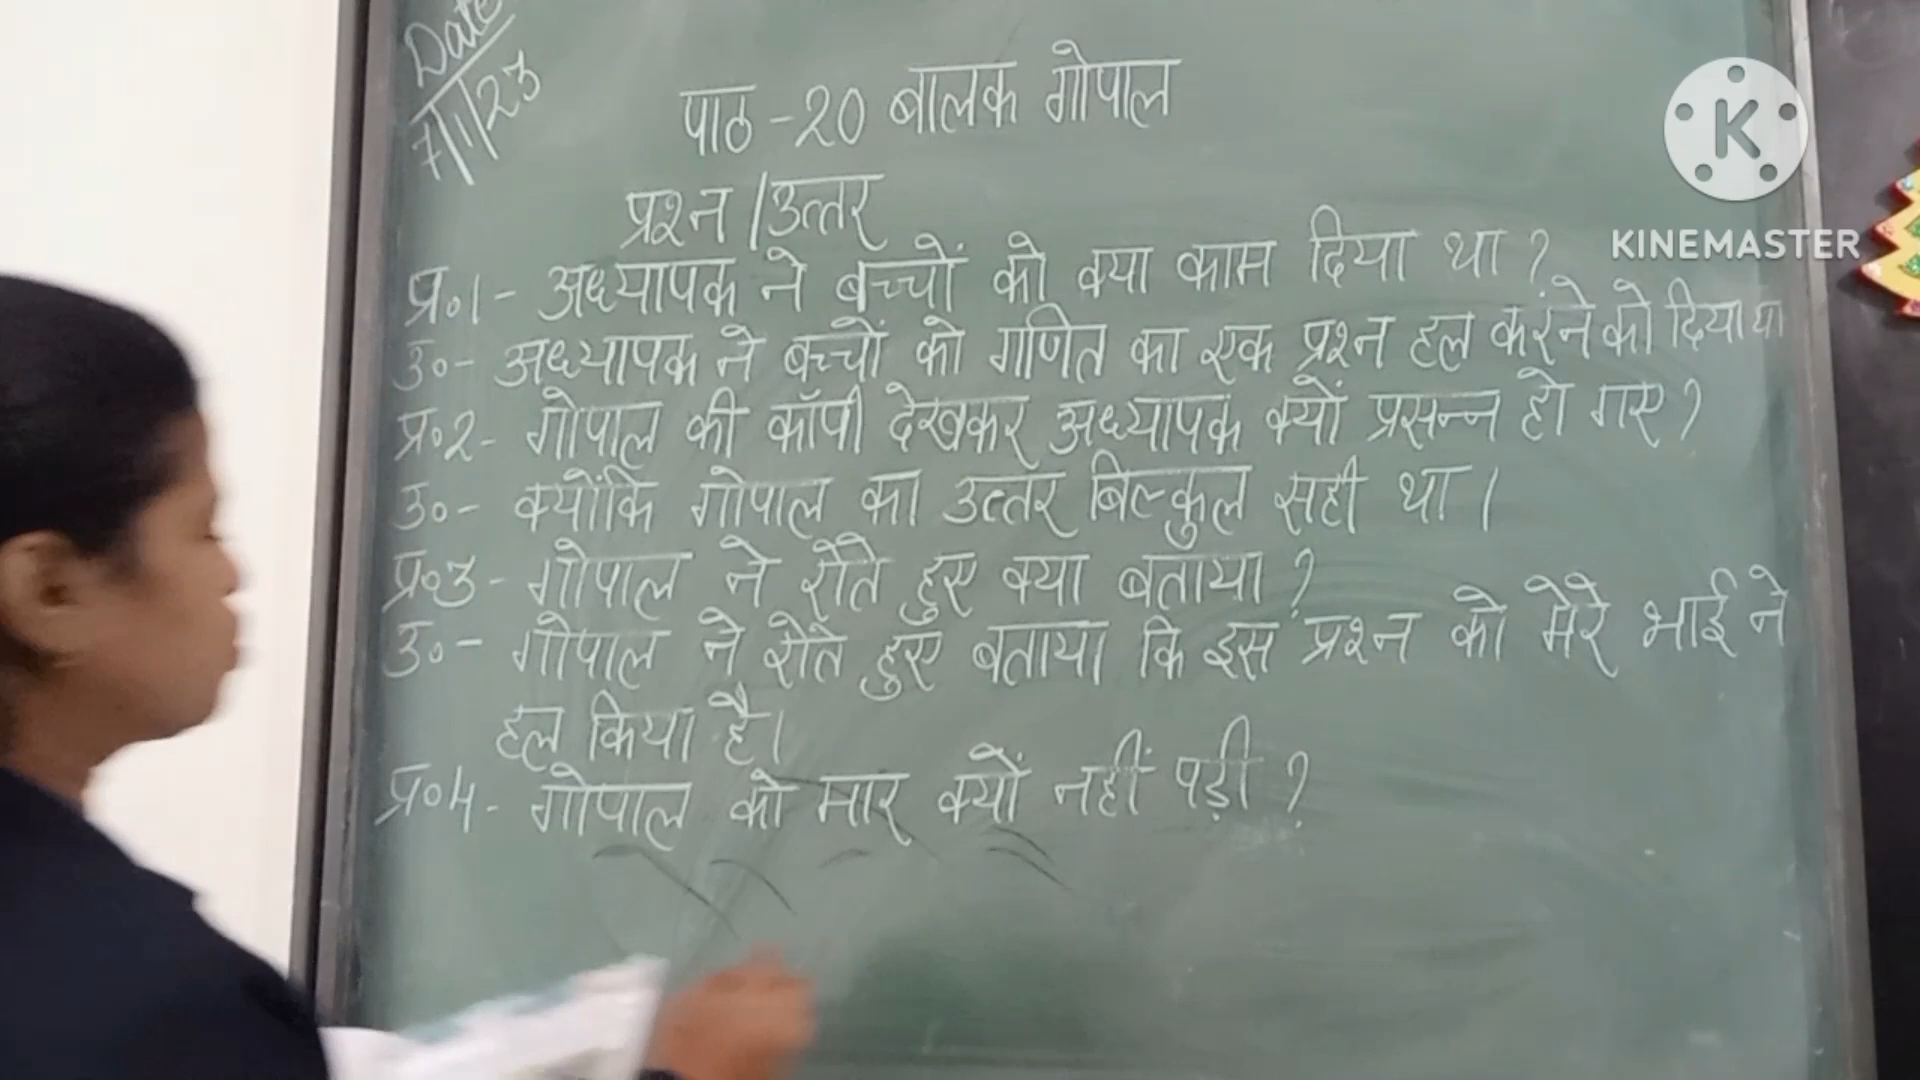 Date
7/1/23
पाठ -20 बालक गोपाल
प्रश्न/उत्तर
प्र०1- अध्यापक ने बच्चों को क्या काम दिया था?
उ०- अध्यापक ने बच्चों को गणित का एक प्रश्न हल करने को दिया था
प्र०2- गोपाल की कॉपी देखकर अध्यापक क्यों प्रसन्न हो गए?
उ०- क्योंकि गोपाल का उत्तर बिल्कुल सही था।
प्र०3- गोपाल ने रोते हुए क्या बताया?
उ०- गोपाल ने रोते हुए बताया कि इस प्रश्न को मेरे भाई ने
हल किया है।
प्र०4- गोपाल को मार क्यों नहीं पड़ी?
K
KINEMASTER